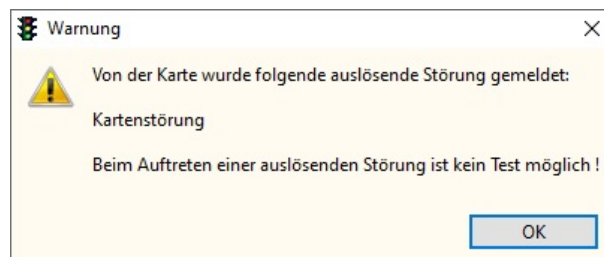 Warnung
Von der Karte wurde folgende auslösende Störung gemeldet:
Kartenstörung
Beim Auftreten einer auslösenden Störung ist kein Test möglich !
OK